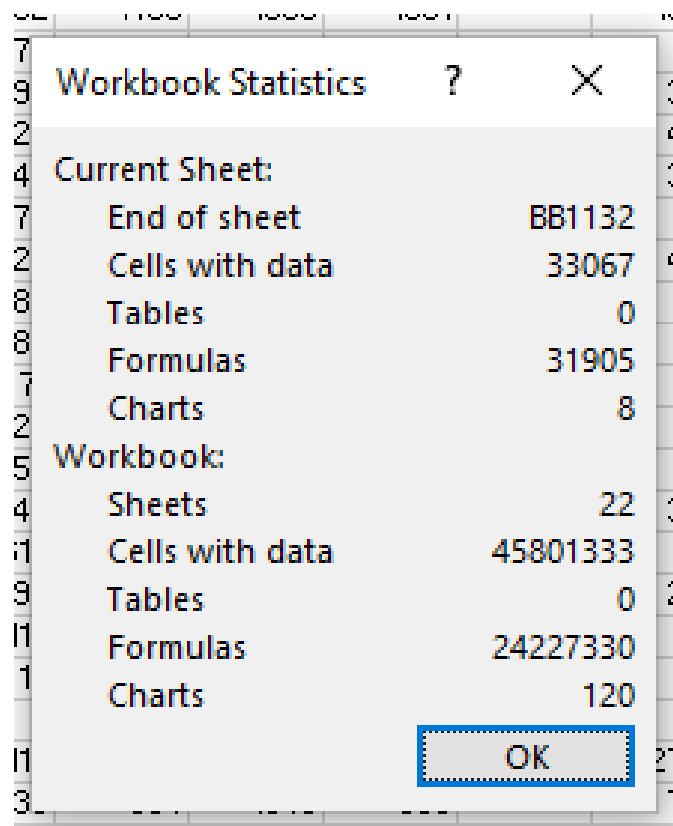 Workbook Statistics ?
Current Sheet:
End of sheet BB1132
Cells with data 33067
Tables 0
Formulas 31905
Charts 8
Workbook:
Sheets 22
Cells with data 45801333
Tables 0
Formulas 24227330
Charts 120
OK